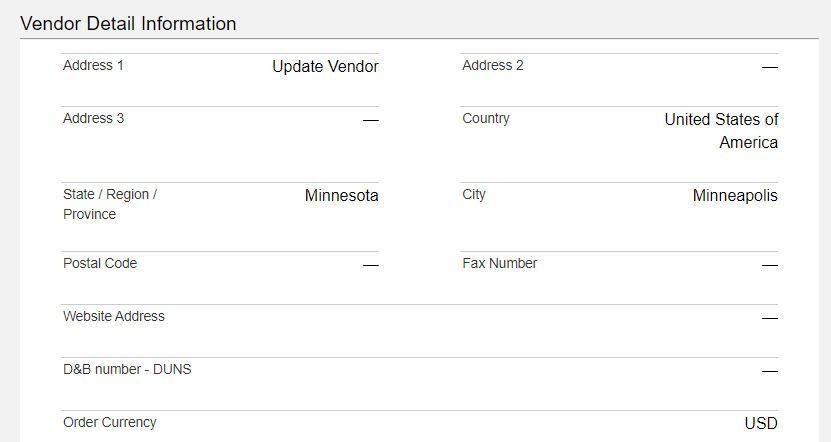 Vendor Detail Information
Address 1 Update Vendor Address 2 —
Address 3 — Country United States of
America
State / Region / Minnesota City Minneapolis
Province
Postal Code — Fax Number —
Website Address —
D&B number - DUNS —
Order Currency USD